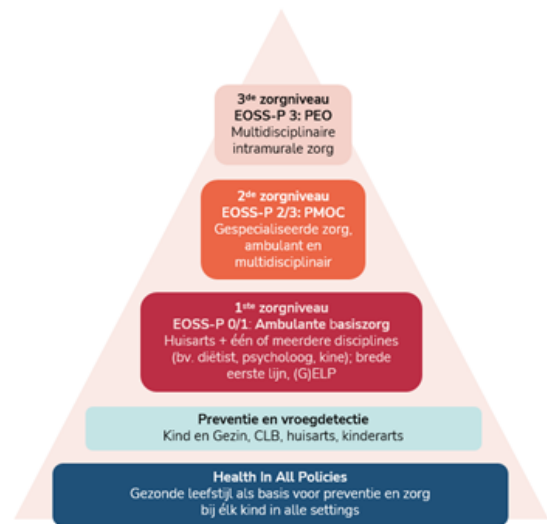 3de zorgniveau
EOSS-P 3: PEO
Multidisciplinaire
intramurale zorg
2de zorgniveau
EOSS-P 2/3: PMOC
Gespecialiseerde zorg,
ambulant en
multidisciplinair
1ste zorgniveau
EOSS-P 0/1: Ambulante basiszorg
Huisarts + één of meerdere disciplines
(bv. diëtist, psycholoog, kine); brede
eerste lijn, (G)ELP
Preventie en vroegdetectie
Kind en Gezin, CLB, huisarts, kinderarts
Health In All Policies
Gezonde leefstijl als basis voor preventie en zorg
bij élk kind in alle settings